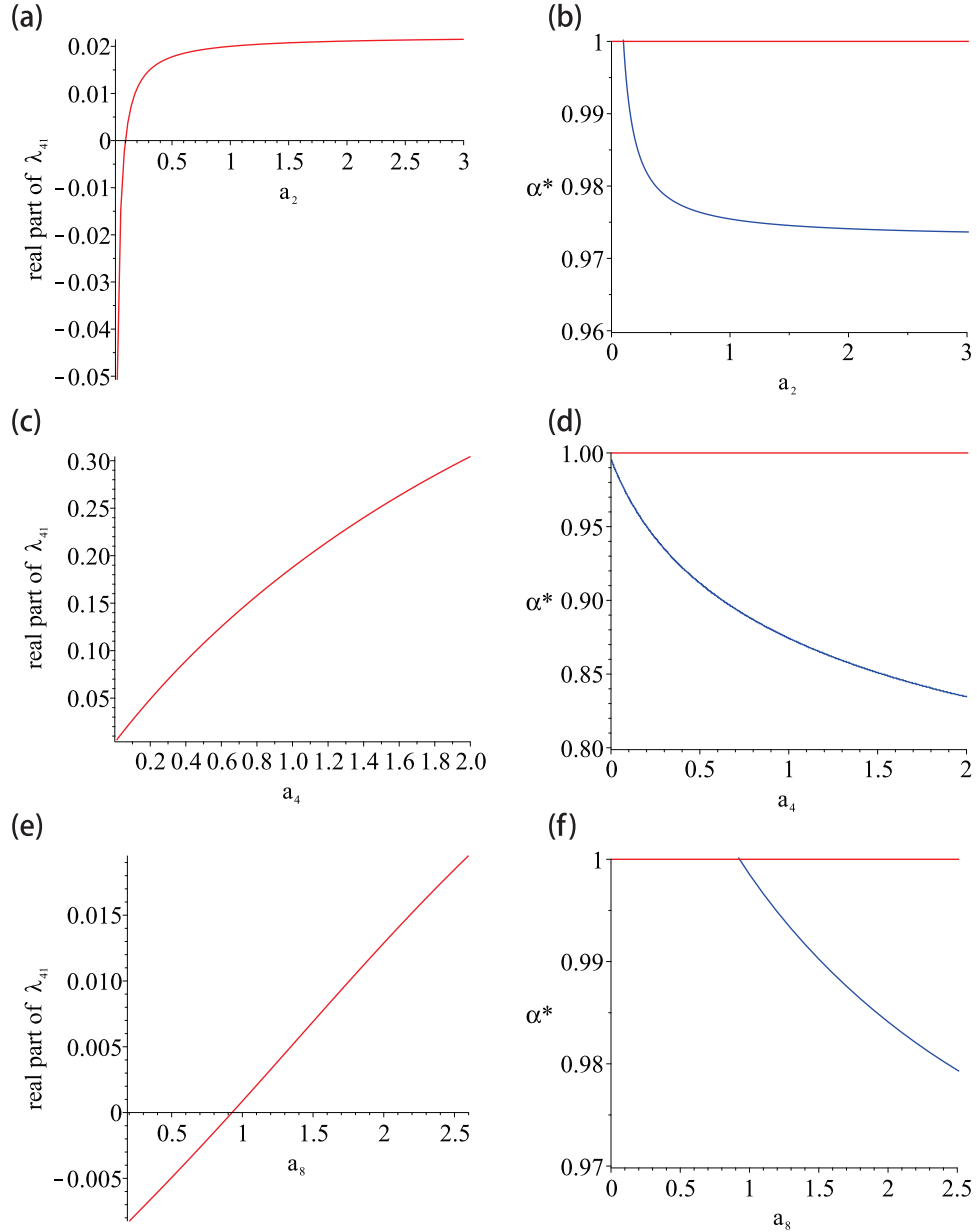 (a)
0.02
0.01
0
−0.01
−0.02
−0.03
−0.04
−0.05
0.5 1 1.5 2 2.5 3
a₂
real part of λ₄₁
(b)
1
0.99
0.98
0.97
0.96
α*
0 1 2 3
a₂
(c)
0.30
0.25
0.20
0.15
0.10
0.05
real part of λ₄₁
0.2 0.4 0.6 0.8 1.0 1.2 1.4 1.6 1.8 2.0
a₄
(d)
1.00
0.95
0.90
0.85
0.80
α*
0 0.5 1 1.5 2
a₄
(e)
0.015
0.010
0.005
0
−0.005
real part of λ₄₁
0.5 1 1.5 2 2.5
a₈
(f)
1
0.99
0.98
0.97
α*
0 0.5 1 1.5 2 2.5
a₈